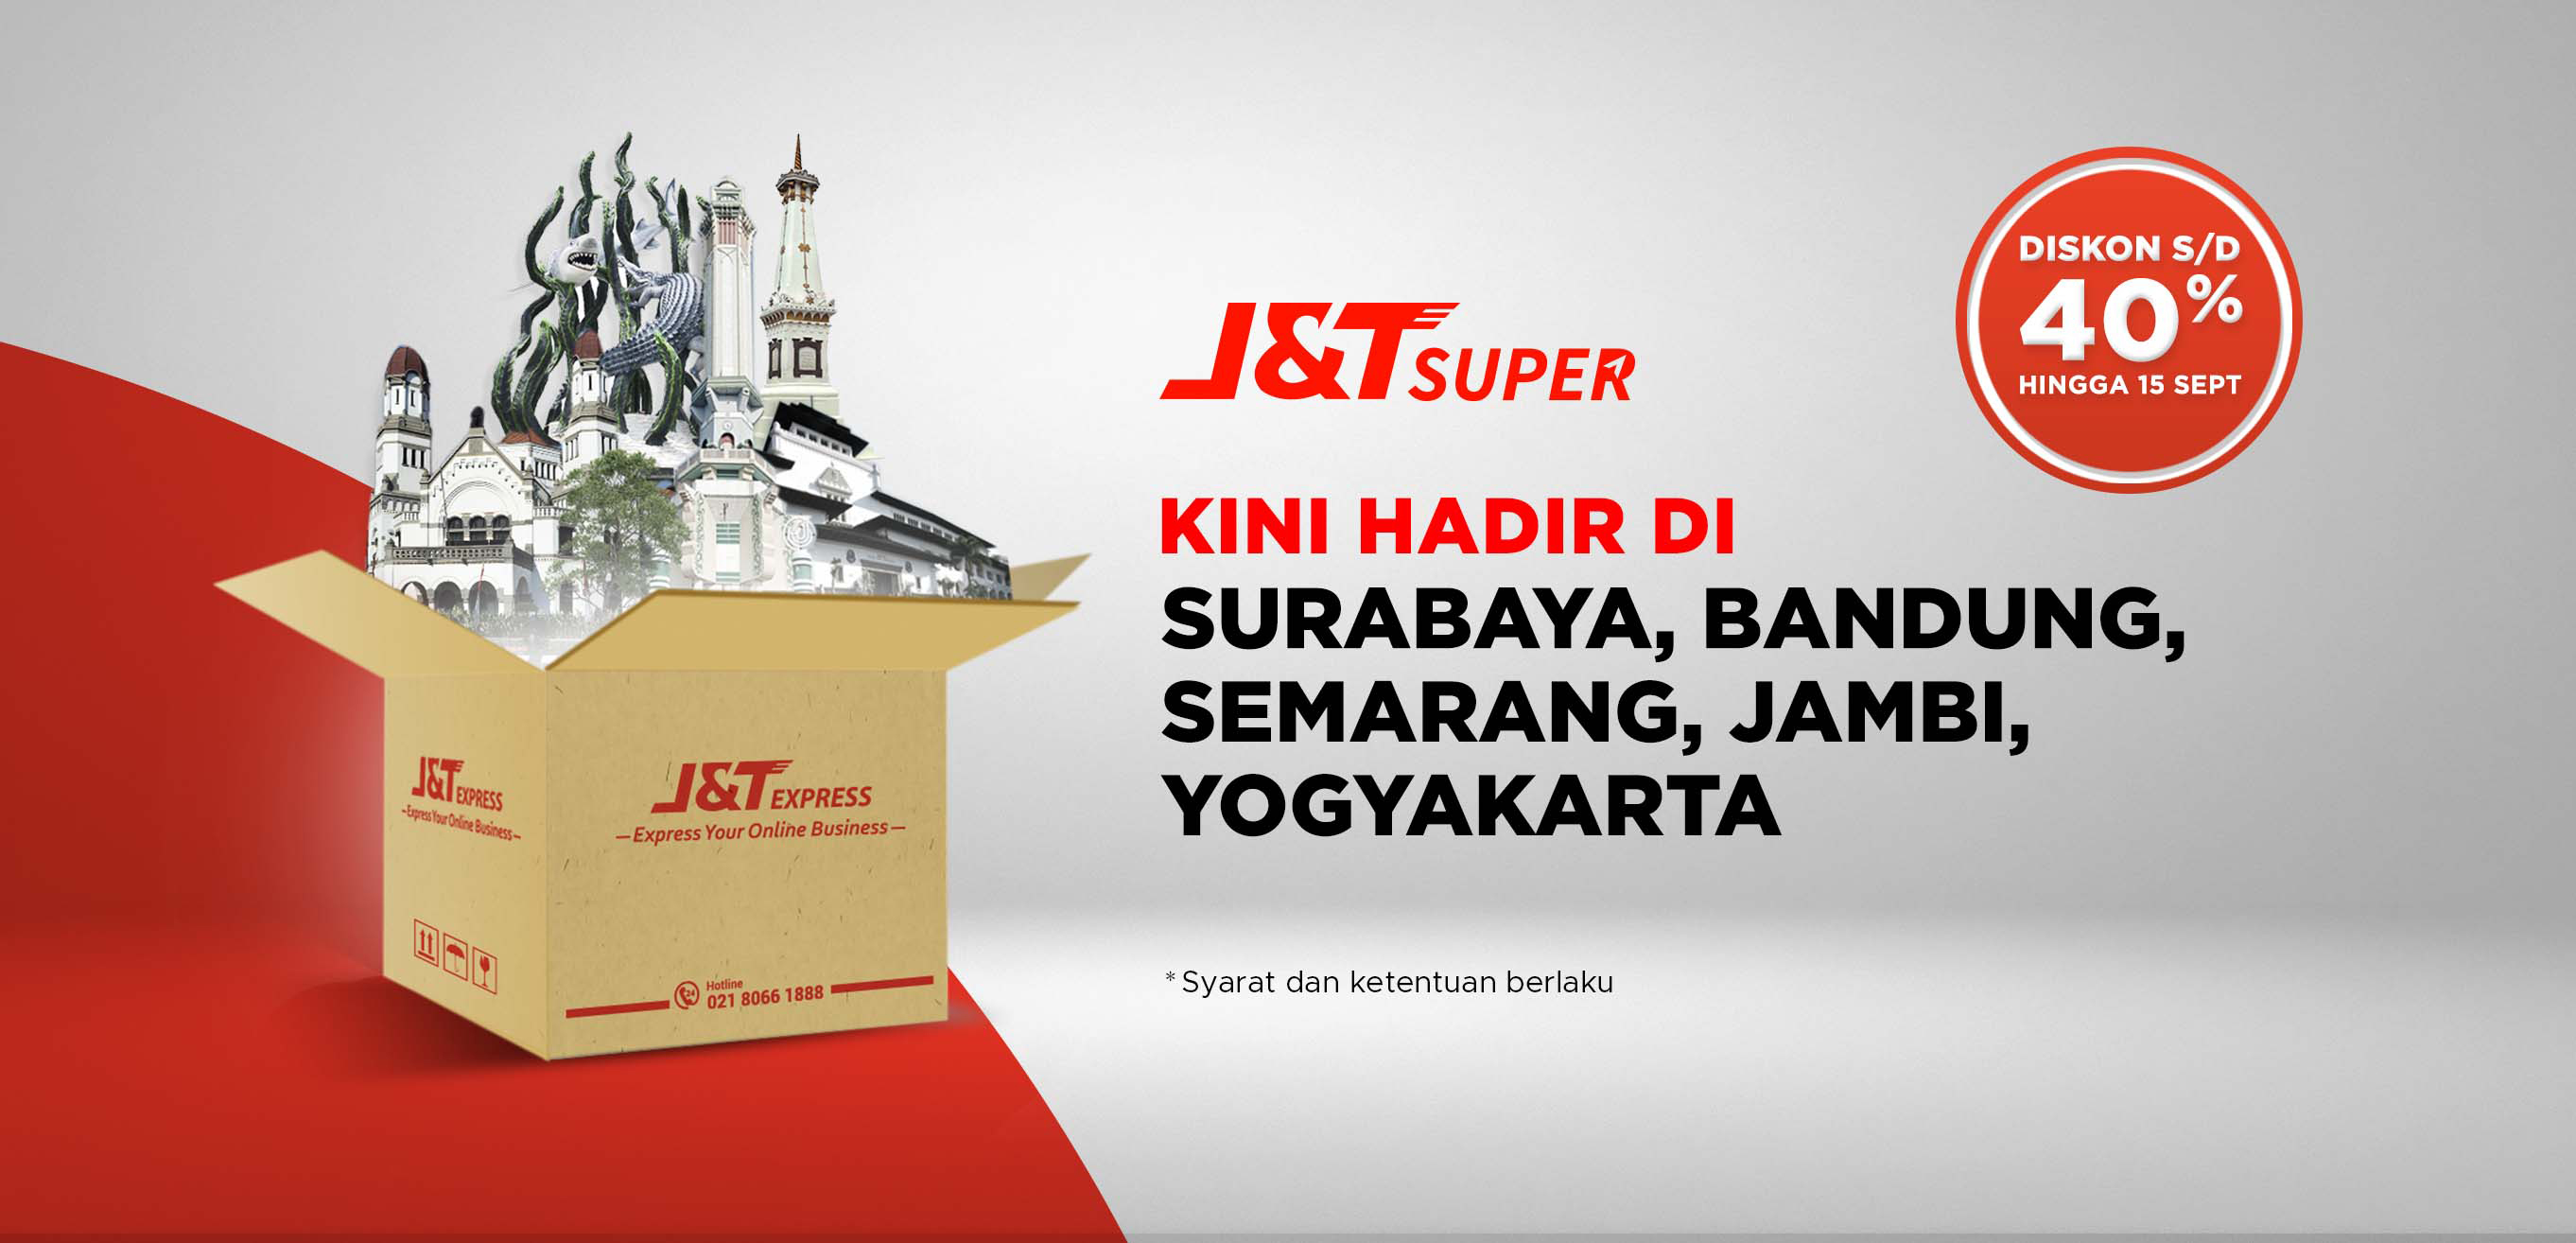 DISKON S/D
40%
HINGGA 15 SEPT
J&T SUPER
KINI HADIR DI
SURABAYA, BANDUNG,
SEMARANG, JAMBI,
YOGYAKARTA
* Syarat dan ketentuan berlaku
J&T EXPRESS
–Express Your Online Business–
J&T EXPRESS
–Express Your Online Business–
24
Hotline
021 8066 1888